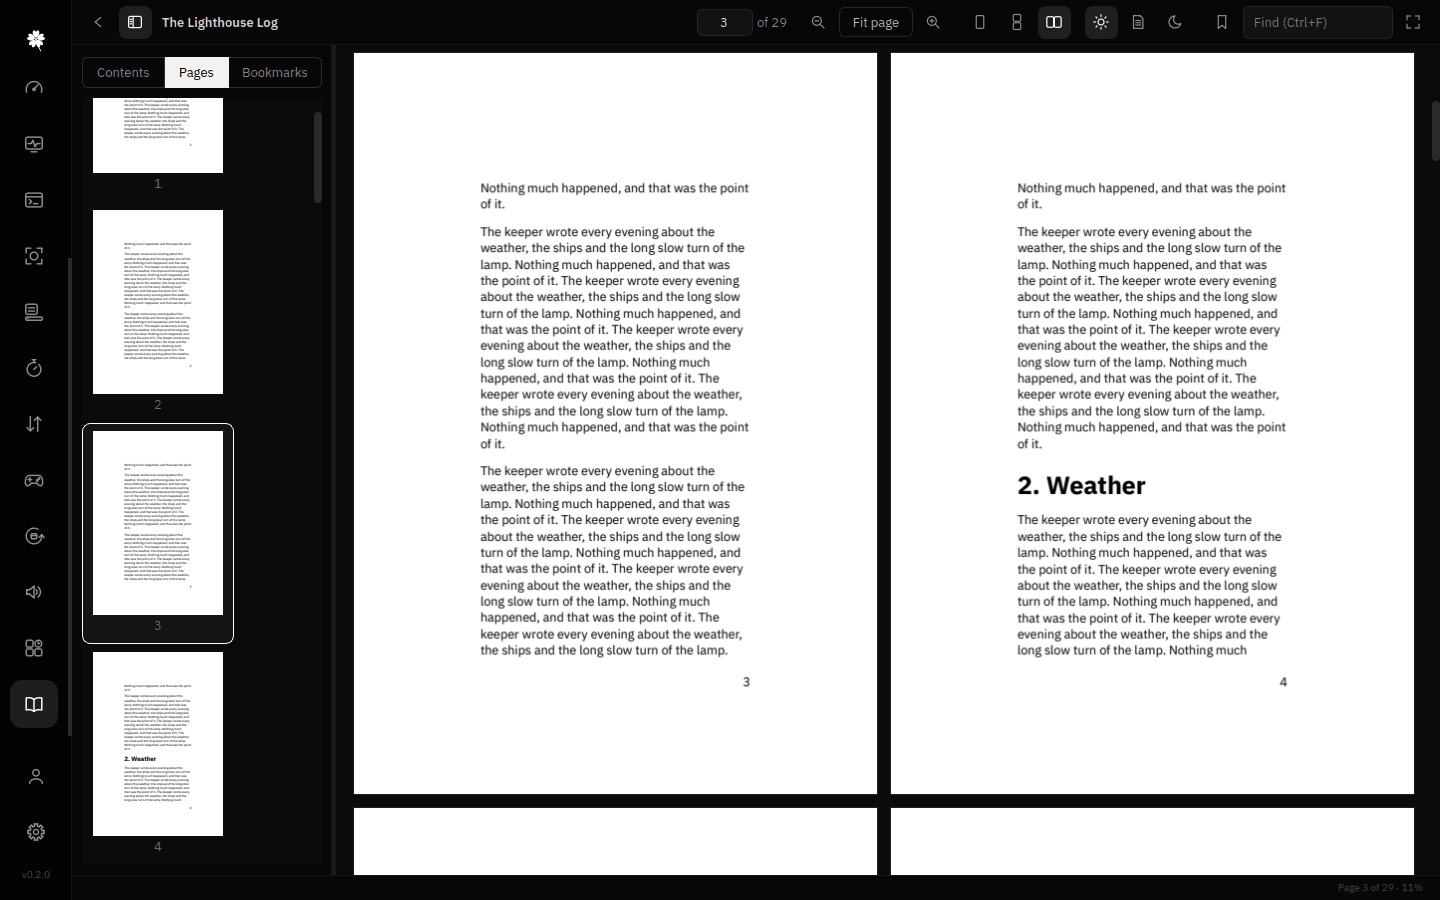 The Lighthouse Log
3 of 29
Fit page
Find (Ctrl+F)
Contents
Pages
Bookmarks
1
2
3
2. Weather
4
Nothing much happened, and that was the point
of it.
The keeper wrote every evening about the
weather, the ships and the long slow turn of the
lamp. Nothing much happened, and that was
the point of it. The keeper wrote every evening
about the weather, the ships and the long slow
turn of the lamp. Nothing much happened, and
that was the point of it. The keeper wrote every
evening about the weather, the ships and the
long slow turn of the lamp. Nothing much
happened, and that was the point of it. The
keeper wrote every evening about the weather,
the ships and the long slow turn of the lamp.
Nothing much happened, and that was the point
of it.
The keeper wrote every evening about the
weather, the ships and the long slow turn of the
lamp. Nothing much happened, and that was
the point of it. The keeper wrote every evening
about the weather, the ships and the long slow
turn of the lamp. Nothing much happened, and
that was the point of it. The keeper wrote every
evening about the weather, the ships and the
long slow turn of the lamp. Nothing much
happened, and that was the point of it. The
keeper wrote every evening about the weather,
the ships and the long slow turn of the lamp.
3
Nothing much happened, and that was the point
of it.
The keeper wrote every evening about the
weather, the ships and the long slow turn of the
lamp. Nothing much happened, and that was
the point of it. The keeper wrote every evening
about the weather, the ships and the long slow
turn of the lamp. Nothing much happened, and
that was the point of it. The keeper wrote every
evening about the weather, the ships and the
long slow turn of the lamp. Nothing much
happened, and that was the point of it. The
keeper wrote every evening about the weather,
the ships and the long slow turn of the lamp.
Nothing much happened, and that was the point
of it.
2. Weather
The keeper wrote every evening about the
weather, the ships and the long slow turn of the
lamp. Nothing much happened, and that was
the point of it. The keeper wrote every evening
about the weather, the ships and the long slow
turn of the lamp. Nothing much happened, and
that was the point of it. The keeper wrote every
evening about the weather, the ships and the
long slow turn of the lamp. Nothing much
4
v0.2.0
Page 3 of 29 · 11%